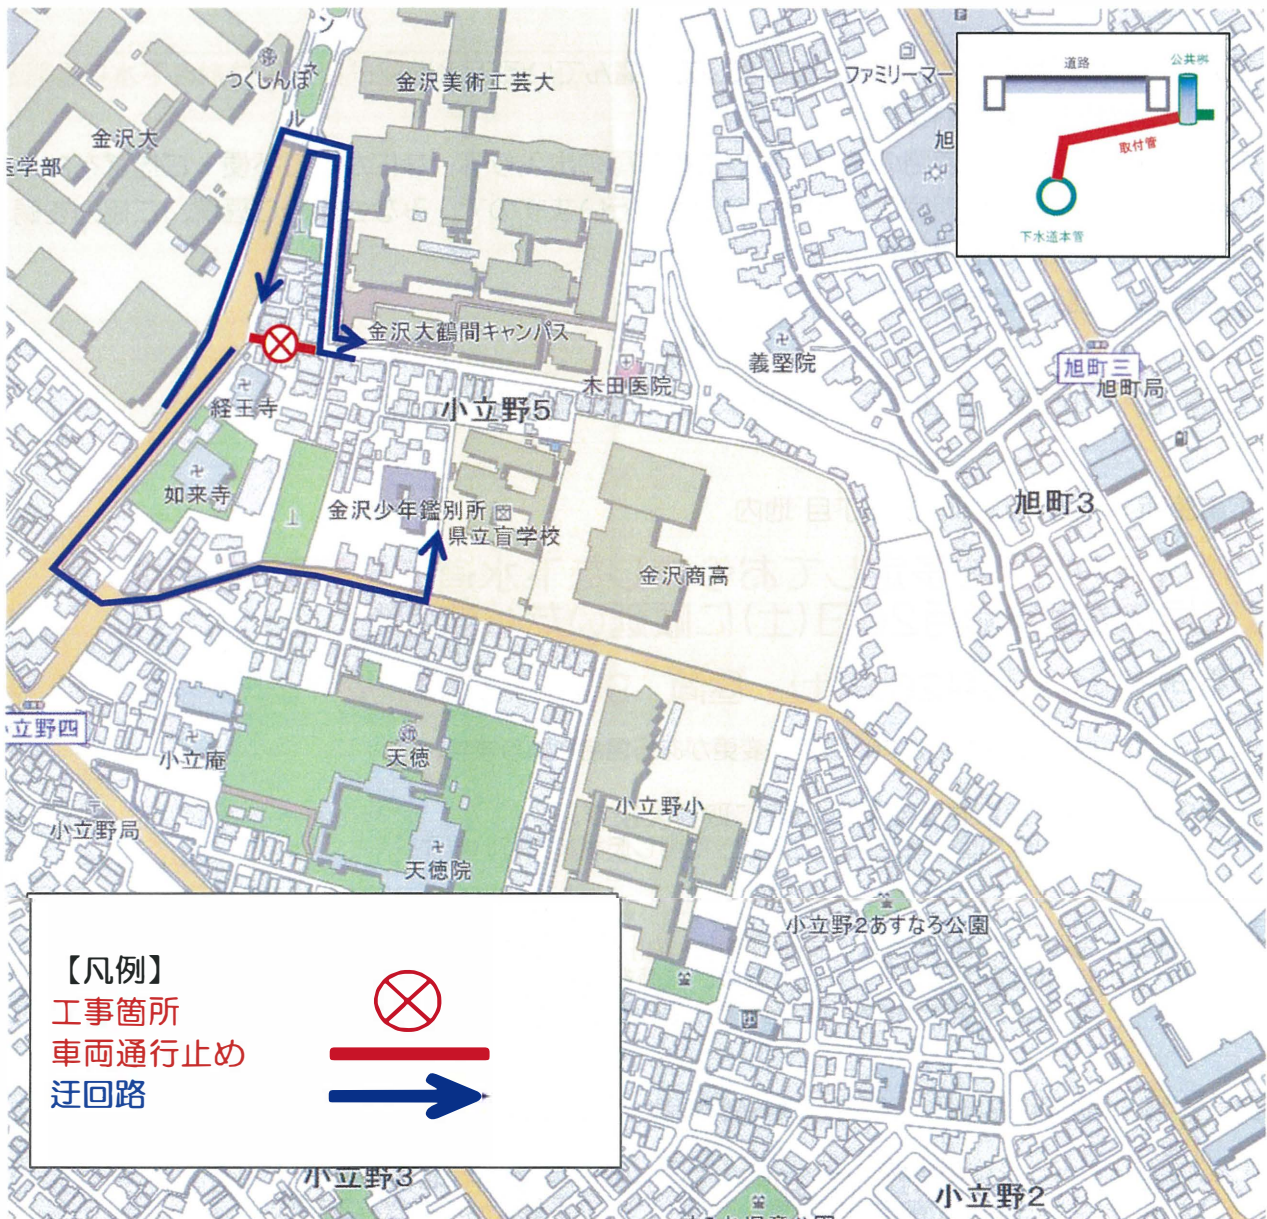 ン
ネ
ル
つくしんぼ
金沢美術工芸大
ファミリーマー
金沢大
医学部
旭
道路
公共桝
取付管
下水道本管
金沢大鶴間キャンパス
木田医院
義堅院
旭町三
旭町局
経王寺
小立野5
如来寺
金沢少年鑑別所
県立盲学校
旭町3
金沢商高
小立野四
小立庵
天徳
小立野局
小立野小
天徳院
小立野2あすなろ公園
【凡例】
工事箇所
車両通行止め
迂回路
小立野3
小立野2